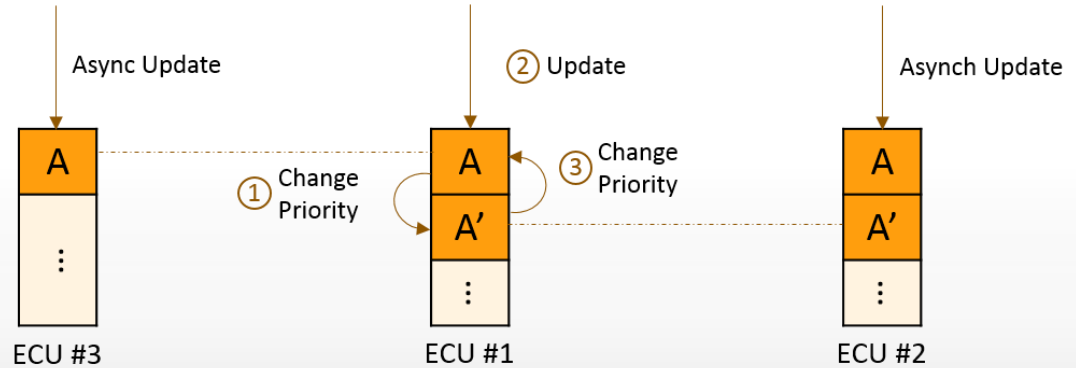 Async Update
② Update
Asynch Update
A
⋮
ECU #3
① Change
Priority
A
A’
⋮
③ Change
Priority
ECU #1
A
A’
⋮
ECU #2